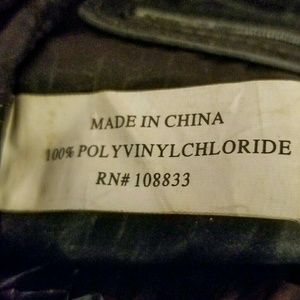 MADE IN CHINA
100% POLYVINYLCHLORIDE
RN# 108833